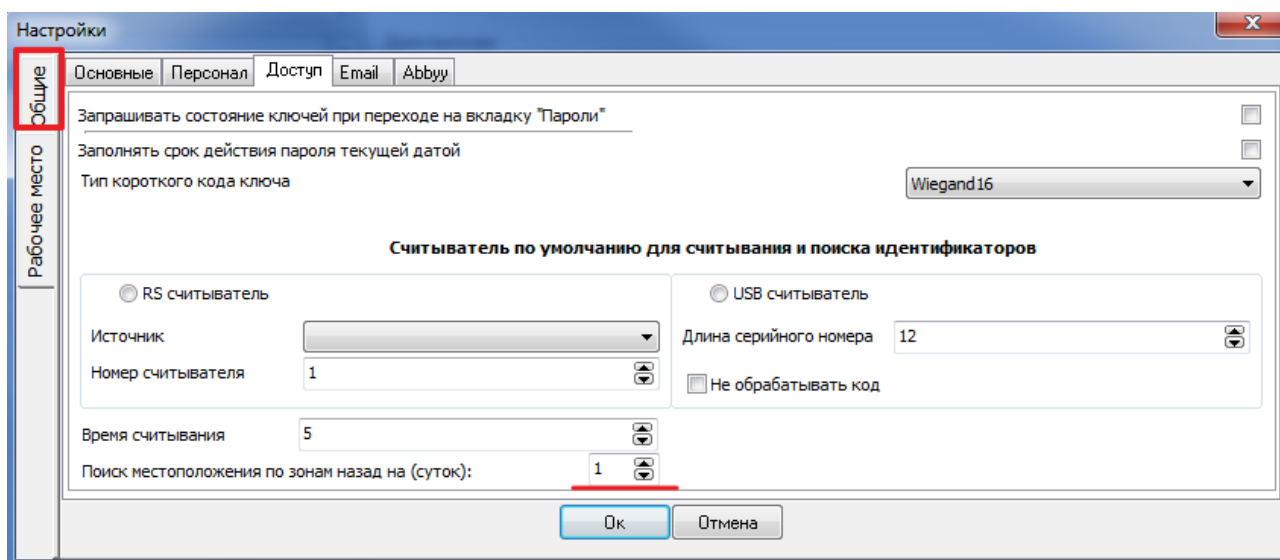 Настройки
Общие
Рабочее место
Основные Персонал Доступ Email Abbyy
Запрашивать состояние ключей при переходе на вкладку "Пароли"
Заполнять срок действия пароля текущей датой
Тип короткого кода ключа Wiegand16
Считыватель по умолчанию для считывания и поиска идентификаторов
RS считыватель USB считыватель
Источник Длина серийного номера 12
Номер считывателя 1
Не обрабатывать код
Время считывания 5
Поиск местоположения по зонам назад на (суток): 1
Ок Отмена